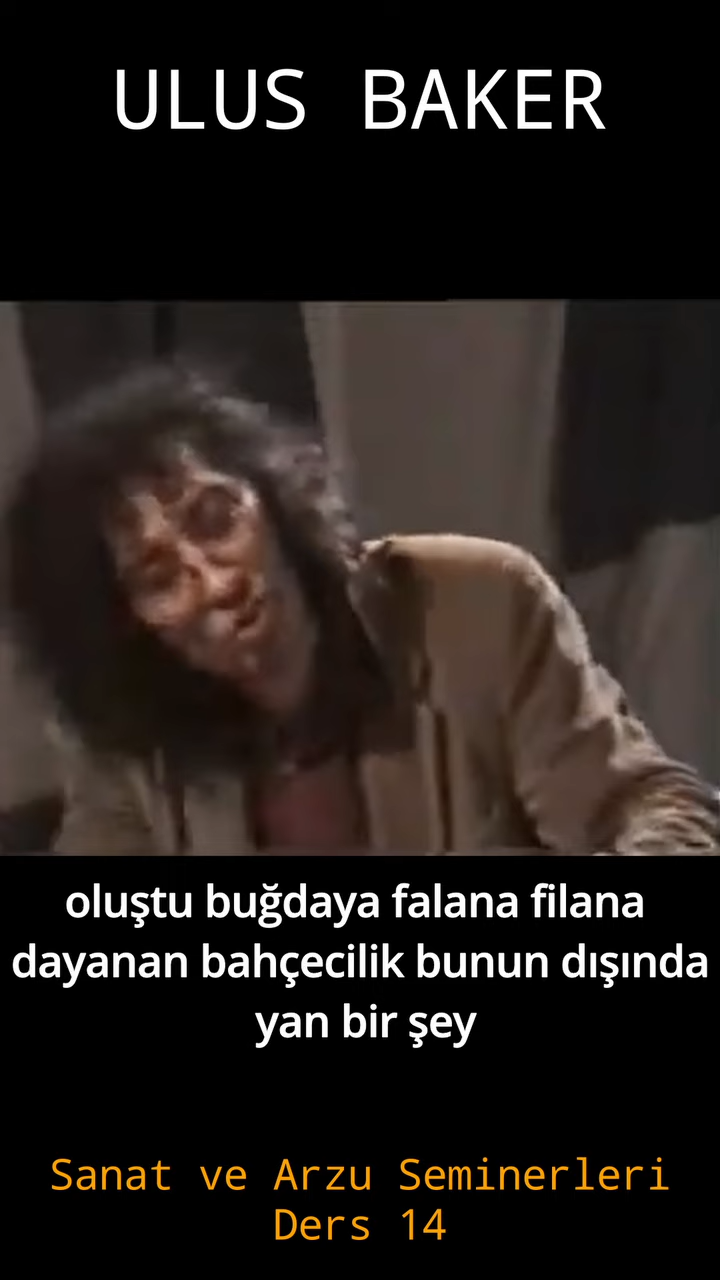 ULUS BAKER
oluştu buğdaya falana filana
dayanan bahçecilik bunun dışında
yan bir şey
Sanat ve Arzu Seminerleri
Ders 14